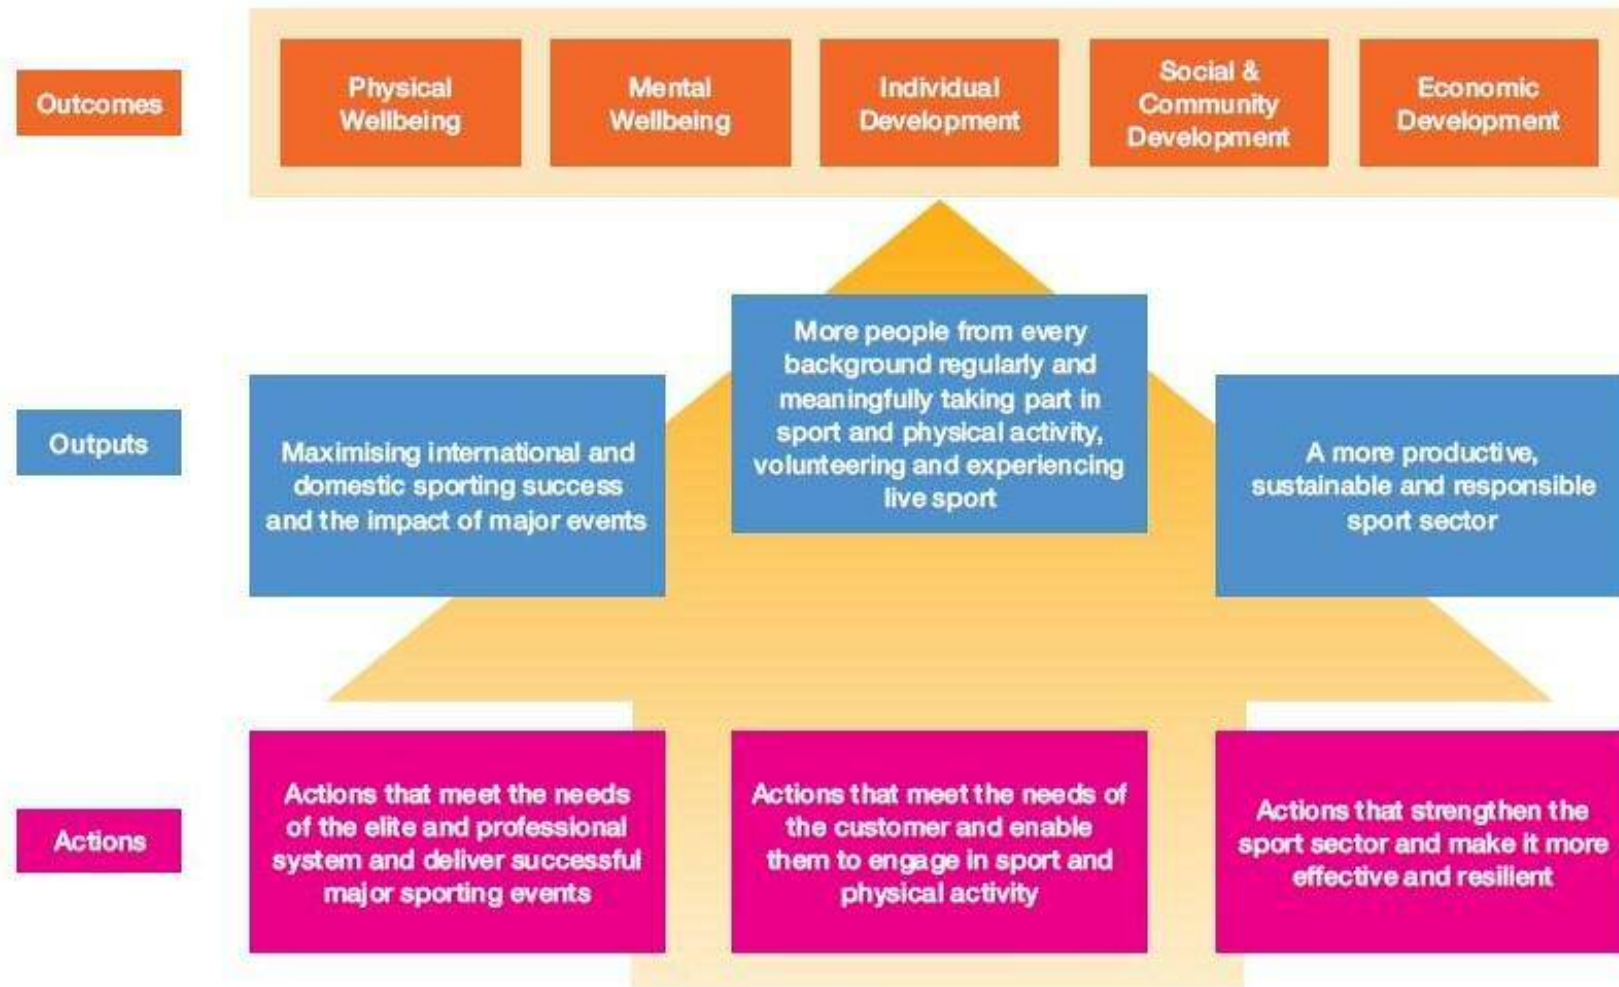 Outcomes
Physical
Wellbeing
Mental
Wellbeing
Individual
Development
Social &
Community
Development
Economic
Development
Outputs
Maximising international and
domestic sporting success
and the impact of major events
More people from every
background regularly and
meaningfully taking part in
sport and physical activity,
volunteering and experiencing
live sport
A more productive,
sustainable and responsible
sport sector
Actions
Actions that meet the needs
of the elite and professional
system and deliver successful
major sporting events
Actions that meet the needs of
the customer and enable
them to engage in sport and
physical activity
Actions that strengthen the
sport sector and make it more
effective and resilient